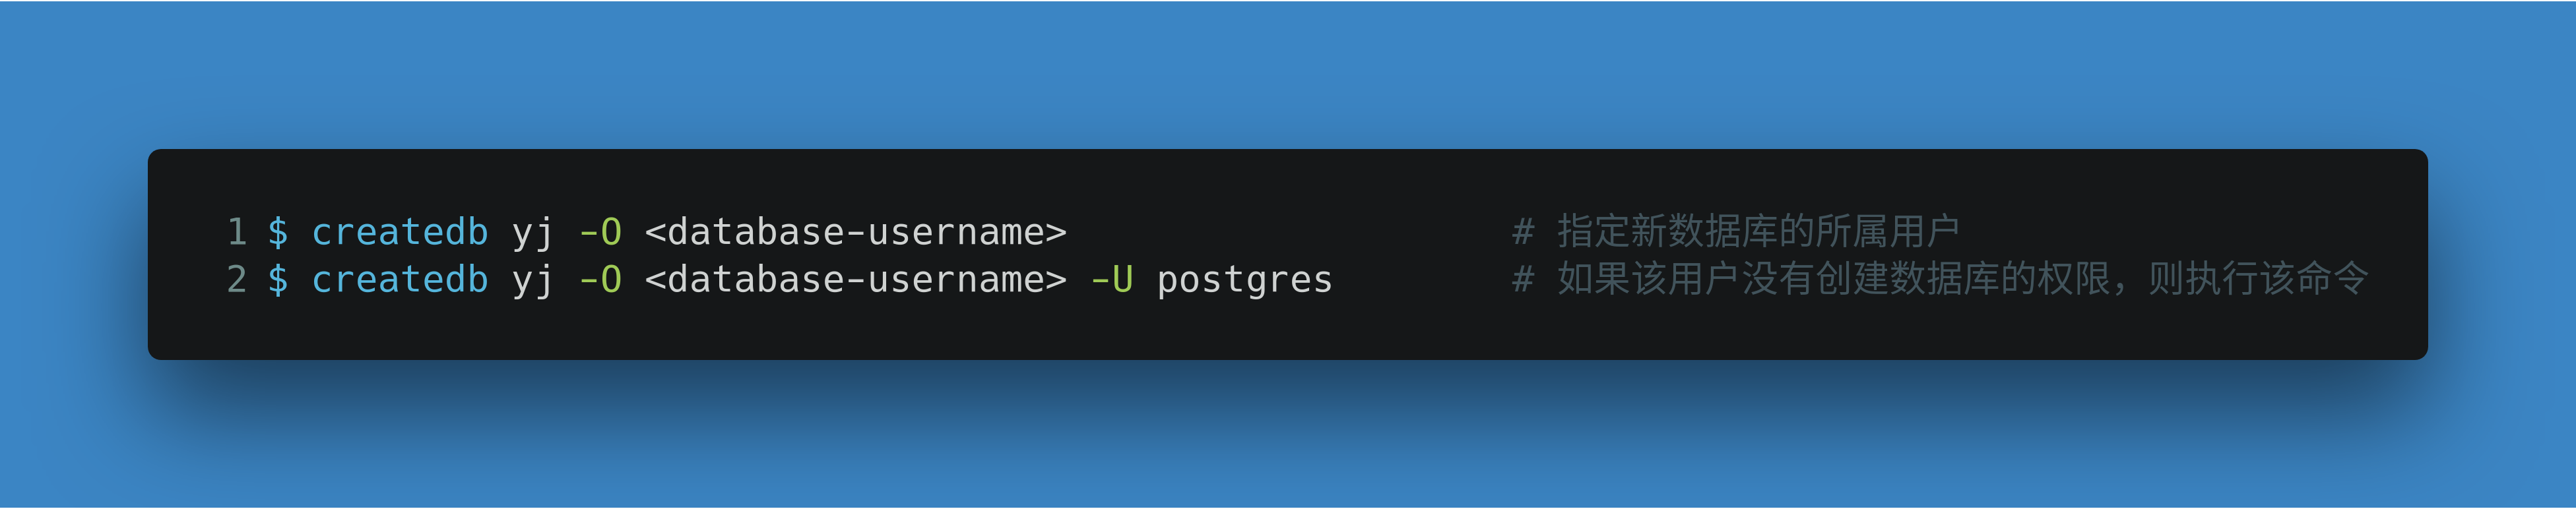 1 $ createdb yj -O <database-username> # 指定新数据库的所属用户
2 $ createdb yj -O <database-username> -U postgres # 如果该用户没有创建数据库的权限，则执行该命令